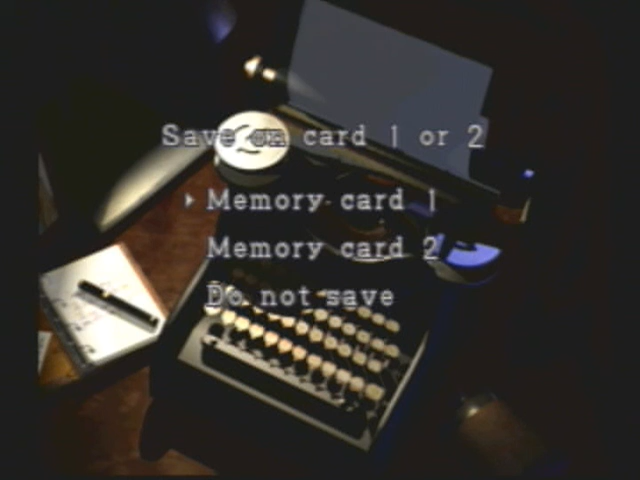 Save on card 1 or 2
Memory card 1
Memory card 2
Do not save